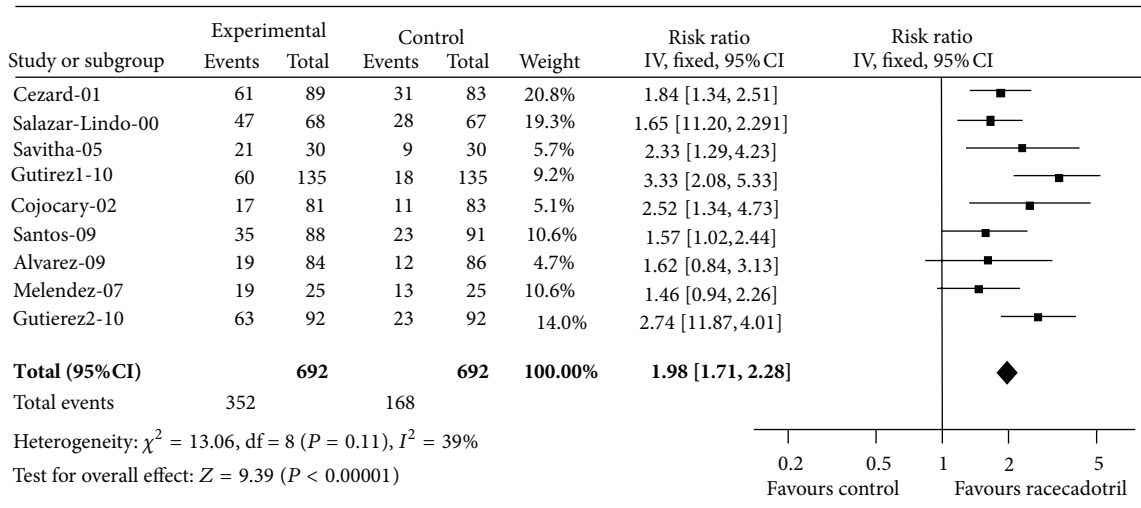 Experimental Control Risk ratio Risk ratio
Study or subgroup Events Total Events Total Weight IV, fixed, 95% CI IV, fixed, 95% CI
Cezard-01 61 89 31 83 20.8% 1.84 [1.34, 2.51]
Salazar-Lindo-00 47 68 28 67 19.3% 1.65 [11.20, 2.291]
Savitha-05 21 30 9 30 5.7% 2.33 [1.29, 4.23]
Gutirez1-10 60 135 18 135 9.2% 3.33 [2.08, 5.33]
Cojocary-02 17 81 11 83 5.1% 2.52 [1.34, 4.73]
Santos-09 35 88 23 91 10.6% 1.57 [1.02, 2.44]
Alvarez-09 19 84 12 86 4.7% 1.62 [0.84, 3.13]
Melendez-07 19 25 13 25 10.6% 1.46 [0.94, 2.26]
Gutierez2-10 63 92 23 92 14.0% 2.74 [11.87, 4.01]
Total (95%CI) 692 692 100.00% 1.98 [1.71, 2.28]
Total events 352 168
Heterogeneity: χ² = 13.06, df = 8 (P = 0.11), I² = 39%
Test for overall effect: Z = 9.39 (P < 0.00001)
0.2 0.5 1 2 5
Favours control Favours racecadotril